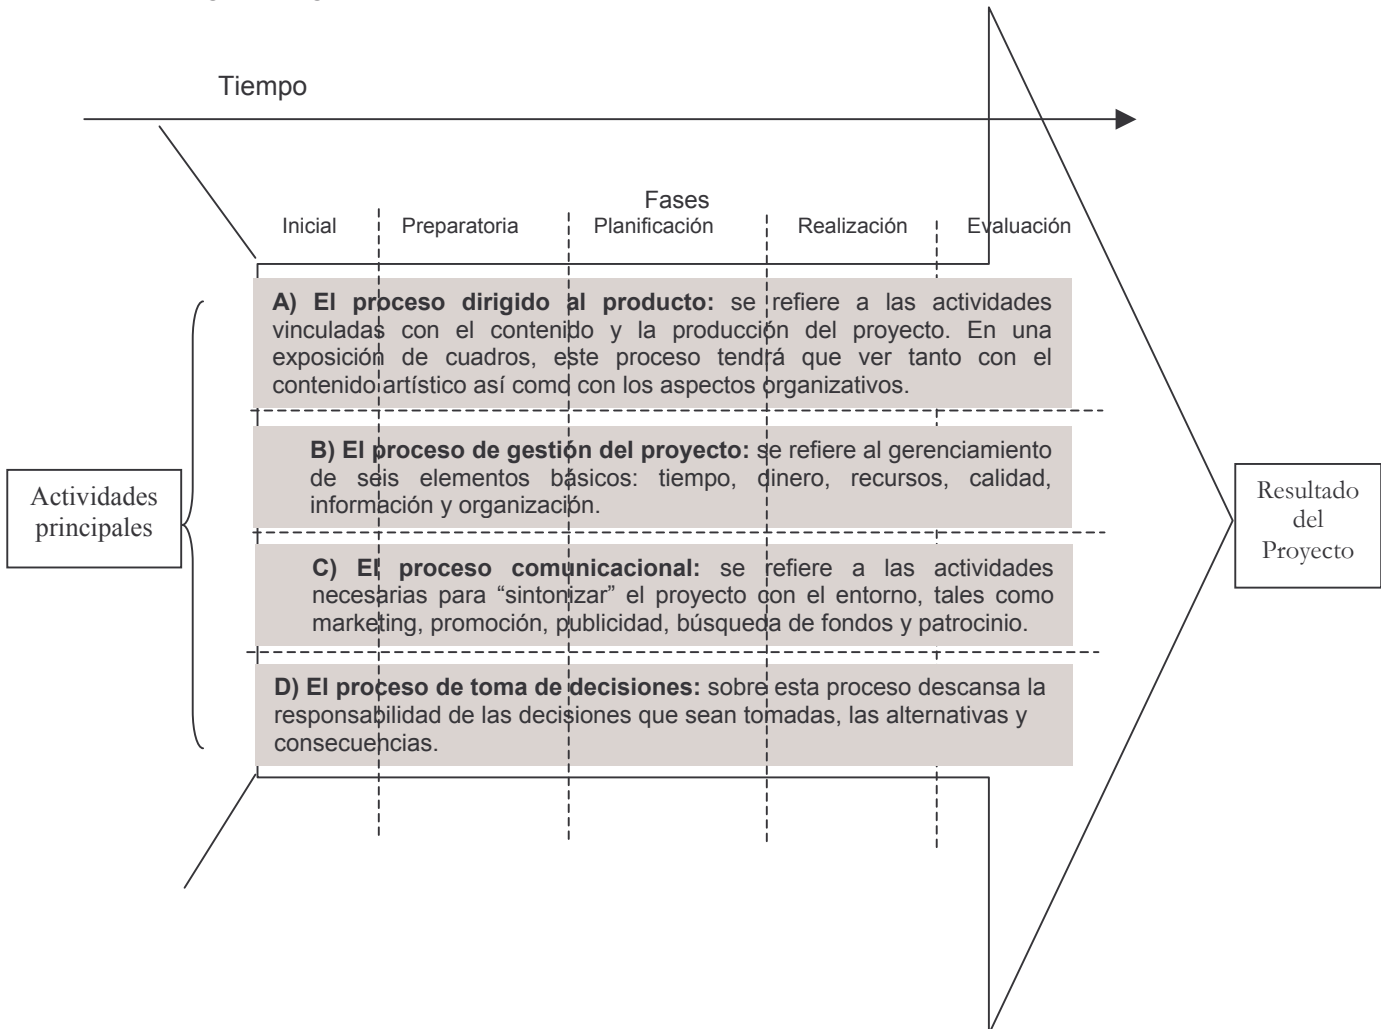 Tiempo
Fases
Inicial Preparatoria Planificación Realización Evaluación
A) El proceso dirigido al producto: se refiere a las actividades
vinculadas con el contenido y la producción del proyecto. En una
exposición de cuadros, este proceso tendrá que ver tanto con el
contenido artístico así como con los aspectos organizativos.
B) El proceso de gestión del proyecto: se refiere al gerenciamiento
de seis elementos básicos: tiempo, dinero, recursos, calidad,
información y organización.
Actividades
principales
C) El proceso comunicacional: se refiere a las actividades
necesarias para “sintonizar” el proyecto con el entorno, tales como
marketing, promoción, publicidad, búsqueda de fondos y patrocinio.
D) El proceso de toma de decisiones: sobre esta proceso descansa la
responsabilidad de las decisiones que sean tomadas, las alternativas y
consecuencias.
Resultado
del
Proyecto